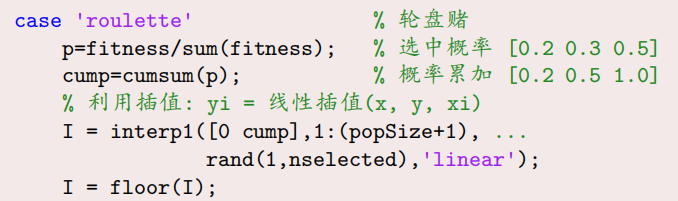 case 'roulette' % 轮盘赌
p=fitness/sum(fitness); % 选中概率 [0.2 0.3 0.5]
cump=cumsum(p); % 概率累加 [0.2 0.5 1.0]
% 利用插值: yi = 线性插值(x, y, xi)
I = interp1([0 cump],1:(popSize+1), ...
rand(1,nselected),'linear');
I = floor(I);